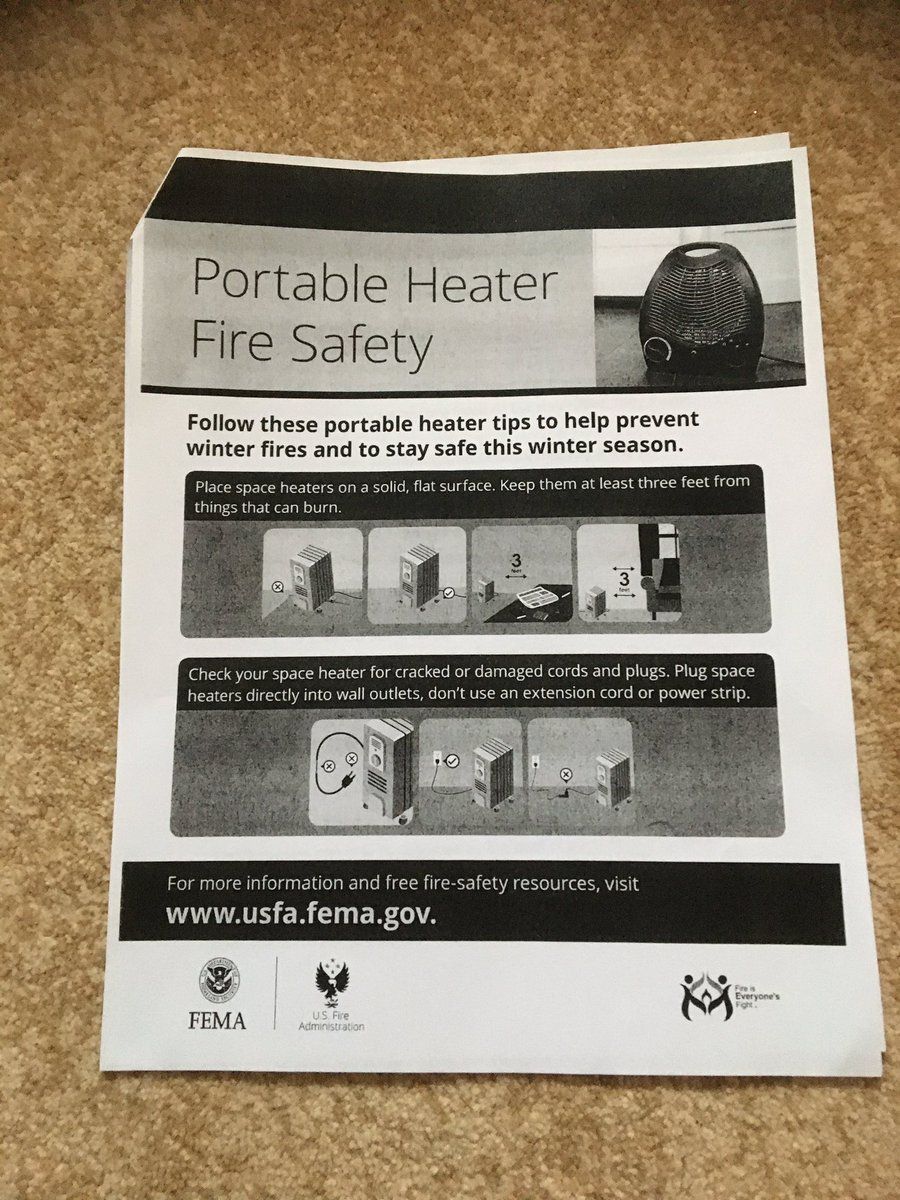 Portable Heater
Fire Safety
Follow these portable heater tips to help prevent
winter fires and to stay safe this winter season.
Place space heaters on a solid, flat surface. Keep them at least three feet from
things that can burn.
3
feet
3
feet
Check your space heater for cracked or damaged cords and plugs. Plug space
heaters directly into wall outlets, don't use an extension cord or power strip.
For more information and free fire-safety resources, visit
www.usfa.fema.gov.
FEMA
U.S. Fire
Administration
Fire is
Everyone's
Fight